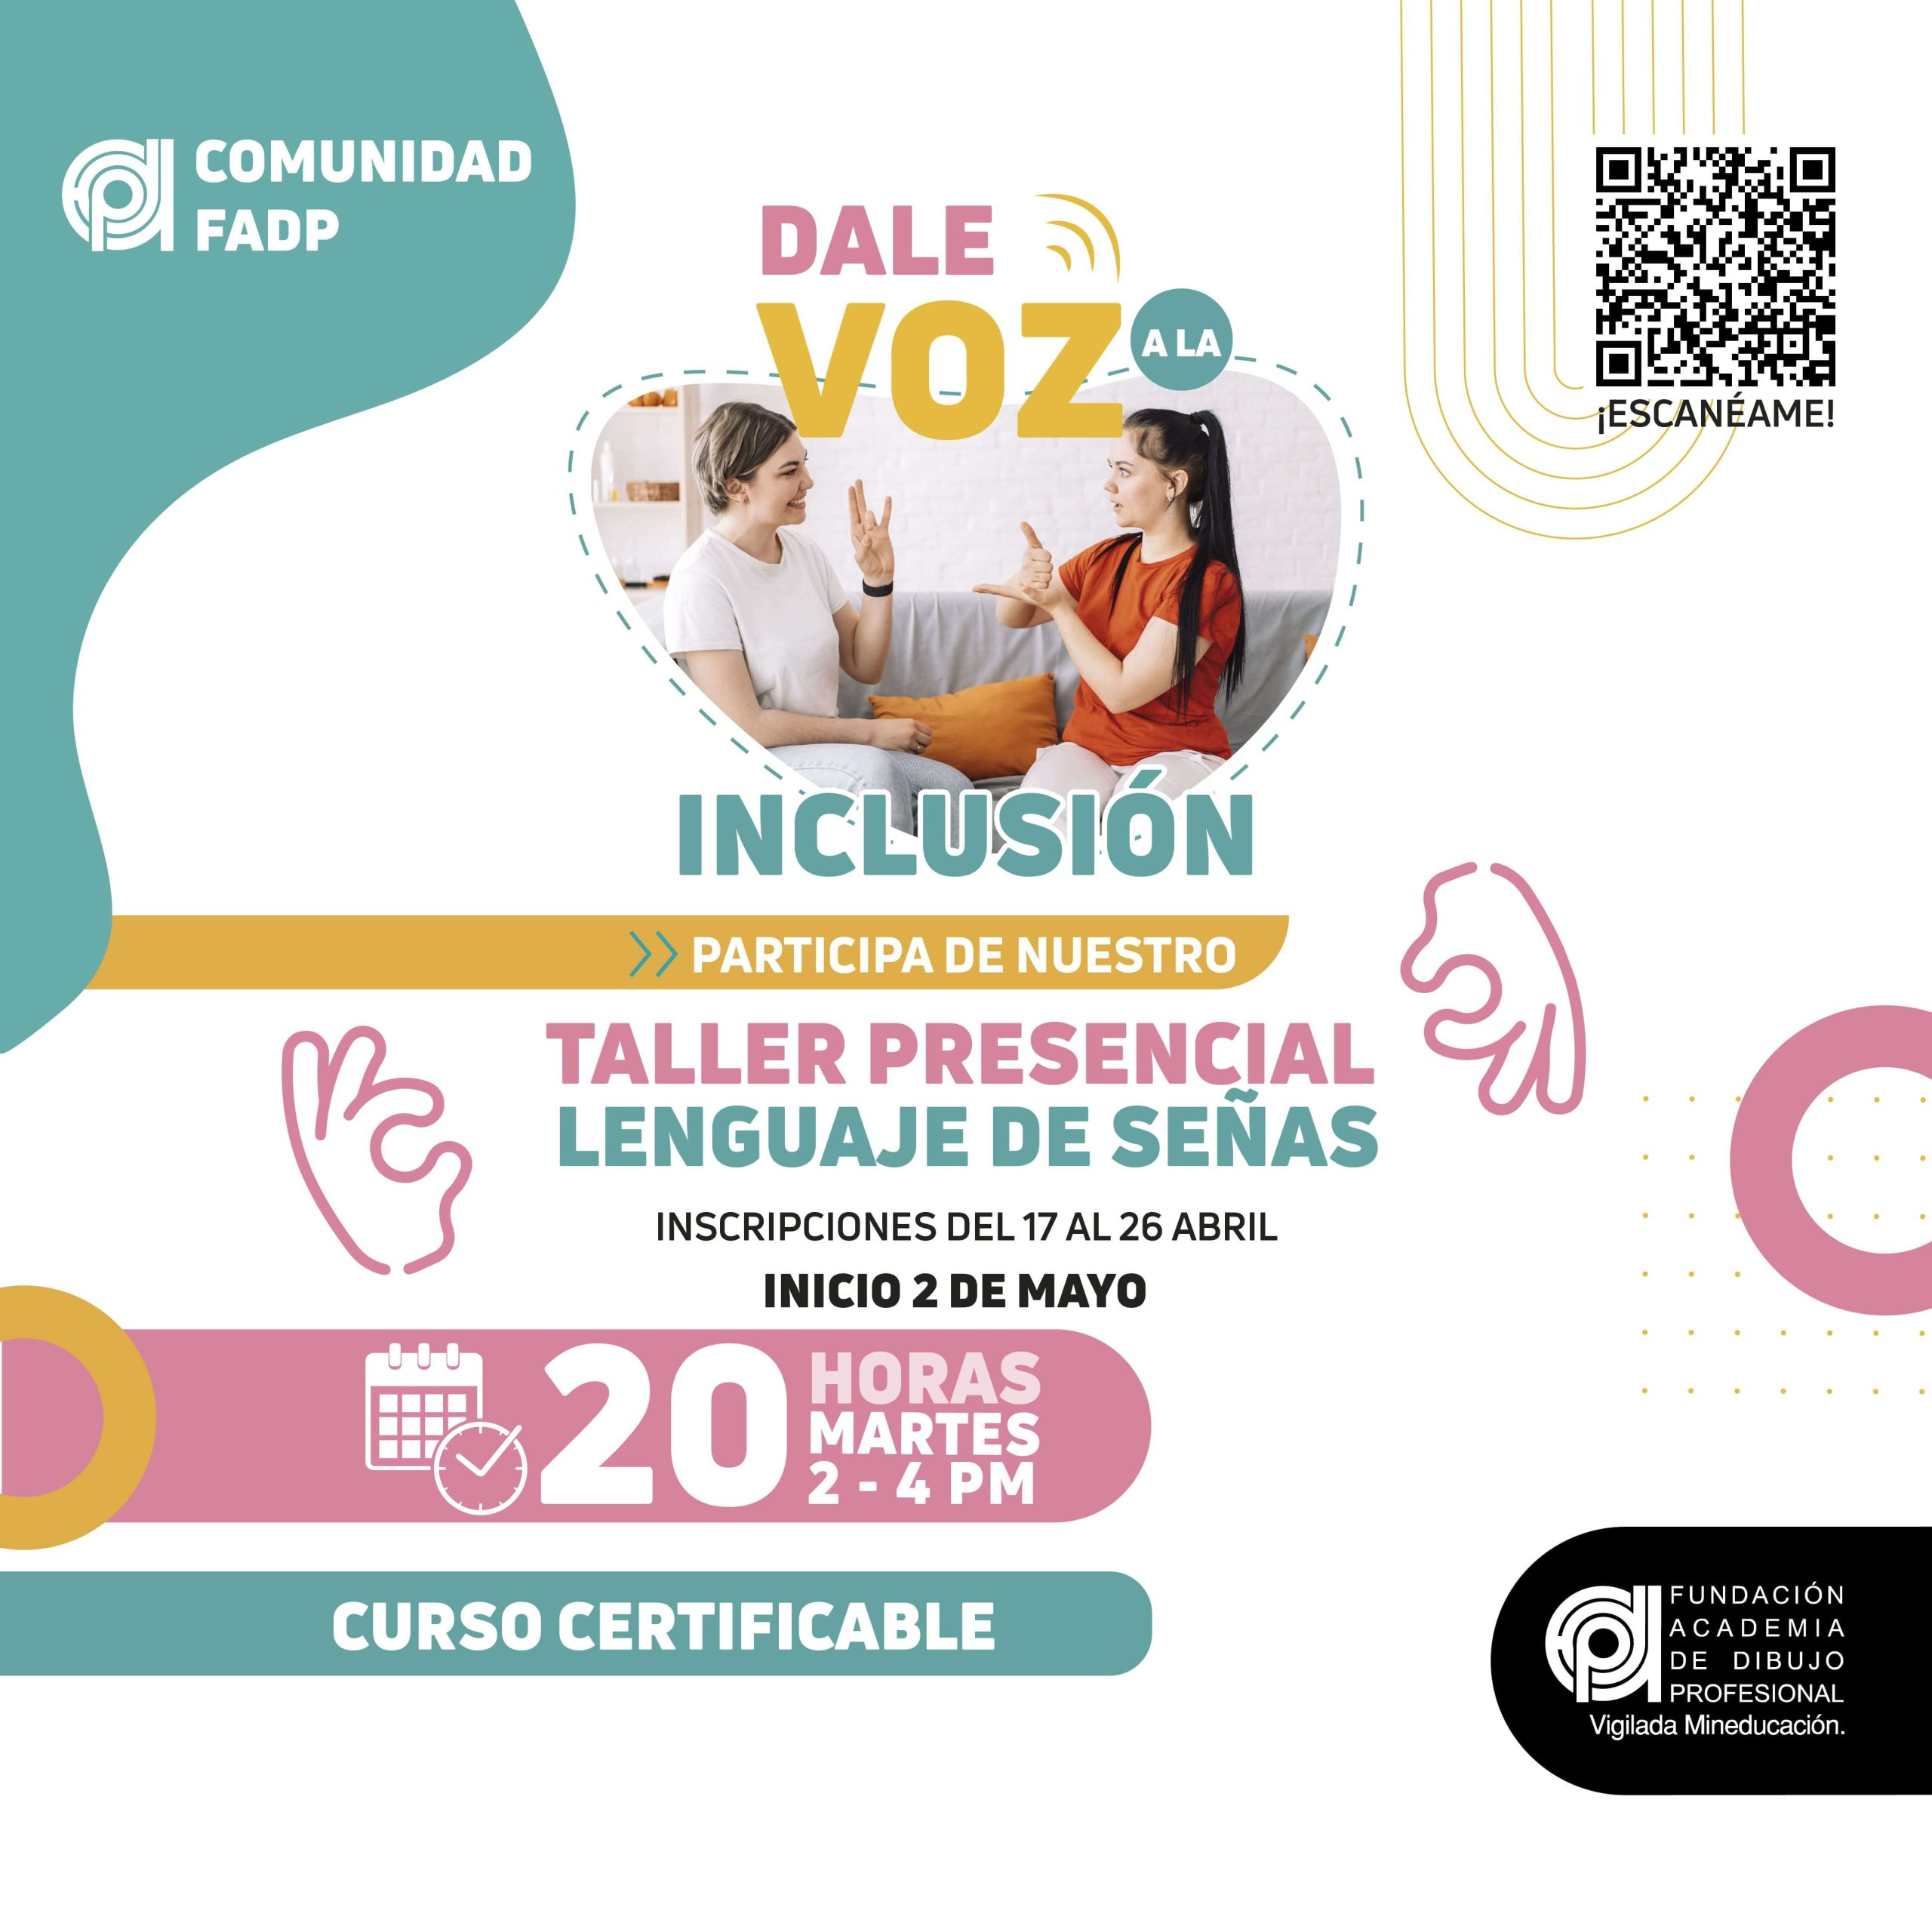 COMUNIDAD
FADP
DALE
VOZ
A LA
¡ESCANÉAME!
INCLUSIÓN
PARTICIPA DE NUESTRO
TALLER PRESENCIAL
LENGUAJE DE SEÑAS
INSCRIPCIONES DEL 17 AL 26 ABRIL
INICIO 2 DE MAYO
20
HORAS
MARTES
2 - 4 PM
CURSO CERTIFICABLE
FUNDACIÓN
ACADEMIA
DE DIBUJO
PROFESIONAL
Vigilada Mineducación.